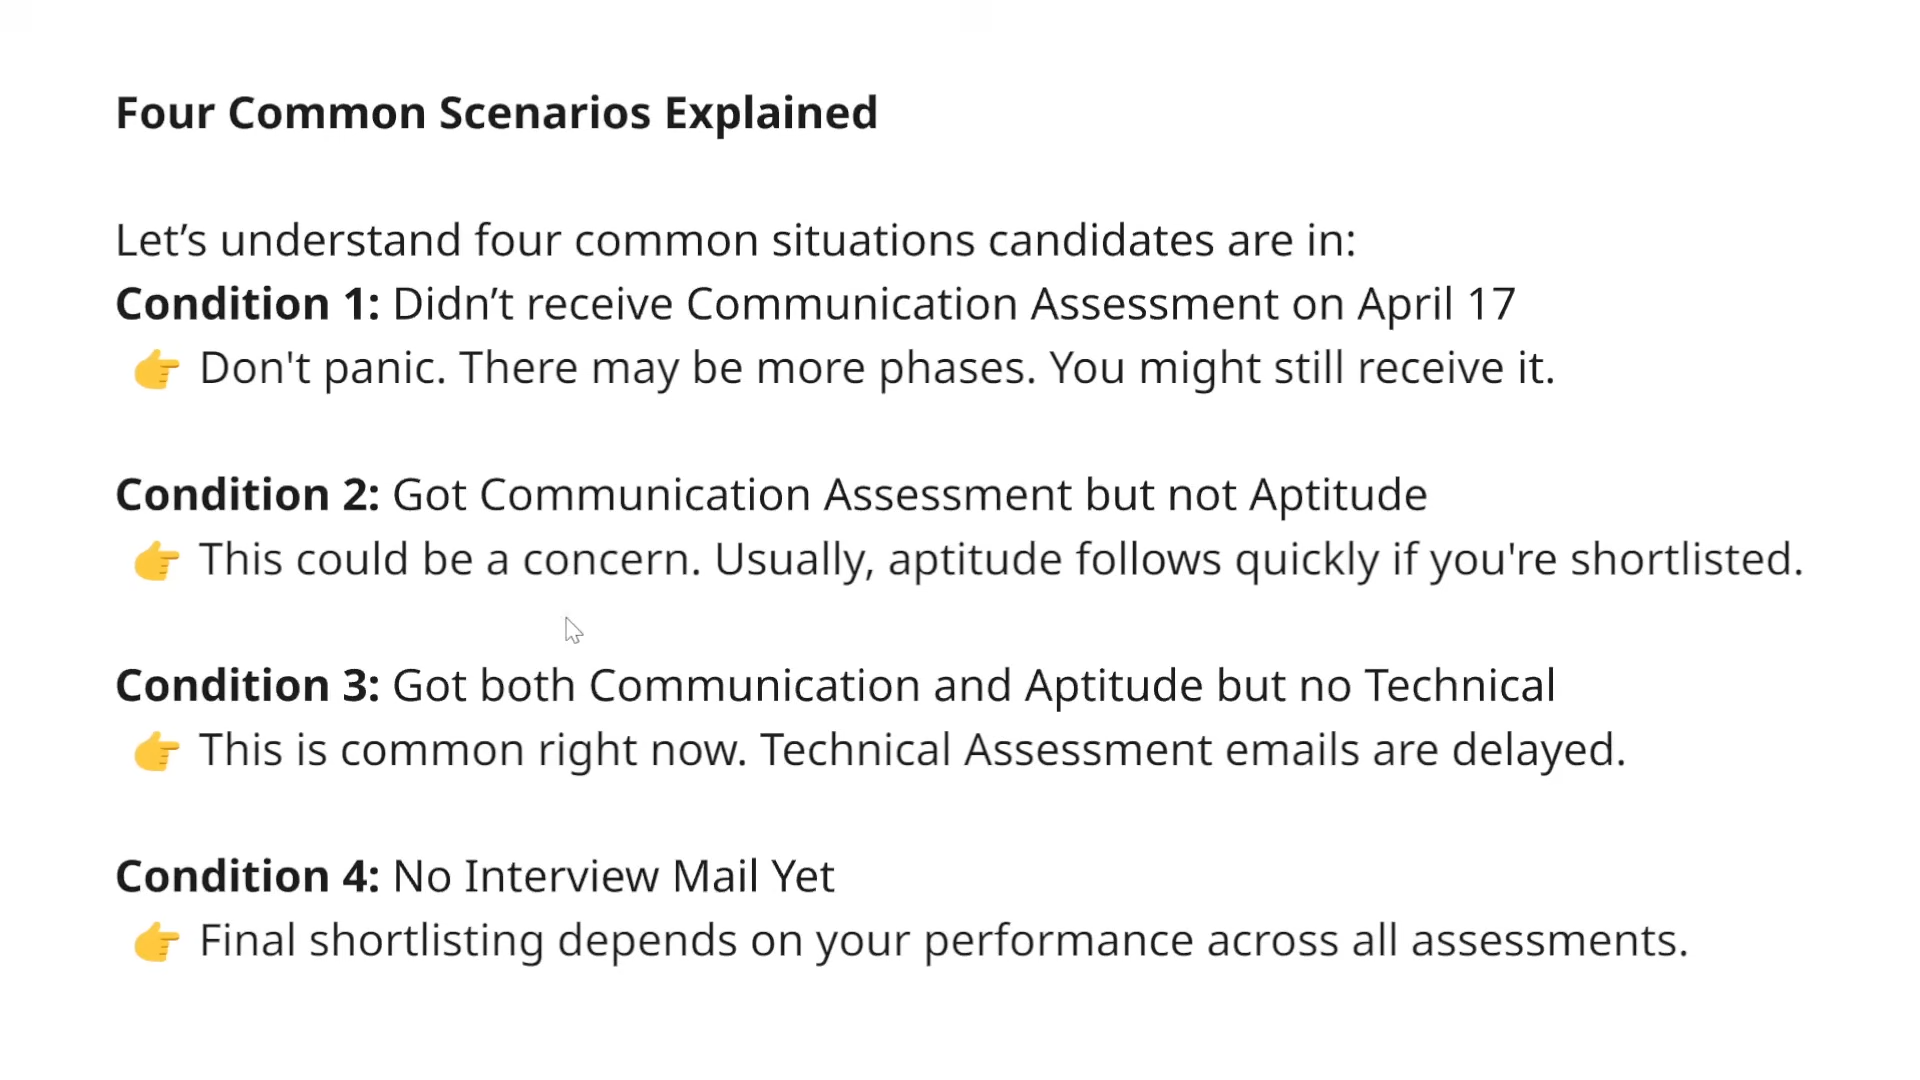 Four Common Scenarios Explained
Let’s understand four common situations candidates are in:
Condition 1: Didn’t receive Communication Assessment on April 17
👉 Don't panic. There may be more phases. You might still receive it.
Condition 2: Got Communication Assessment but not Aptitude
👉 This could be a concern. Usually, aptitude follows quickly if you're shortlisted.
Condition 3: Got both Communication and Aptitude but no Technical
👉 This is common right now. Technical Assessment emails are delayed.
Condition 4: No Interview Mail Yet
👉 Final shortlisting depends on your performance across all assessments.